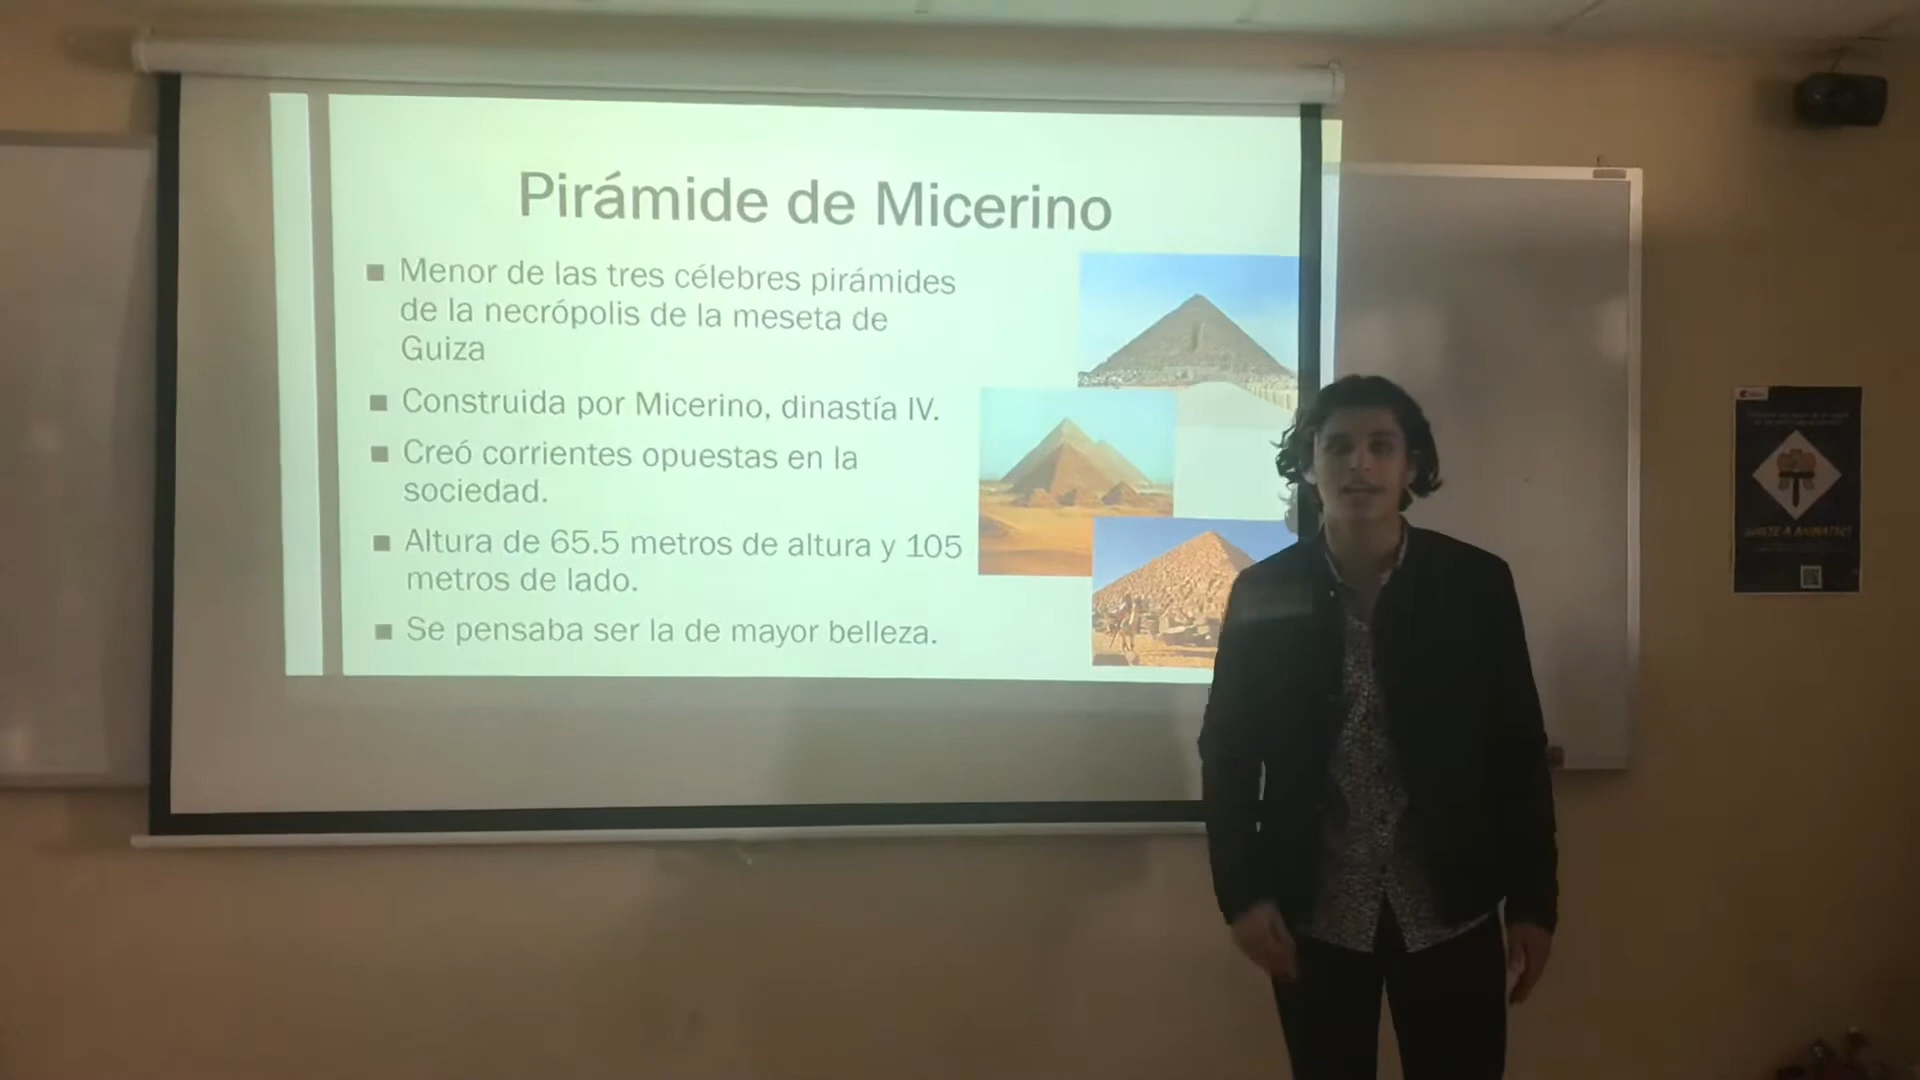 Pirámide de Micerino
Menor de las tres célebres pirámides
de la necrópolis de la meseta de
Guiza
Construida por Micerino, dinastía IV.
Creó corrientes opuestas en la
sociedad.
Altura de 65.5 metros de altura y 105
metros de lado.
Se pensaba ser la de mayor belleza.